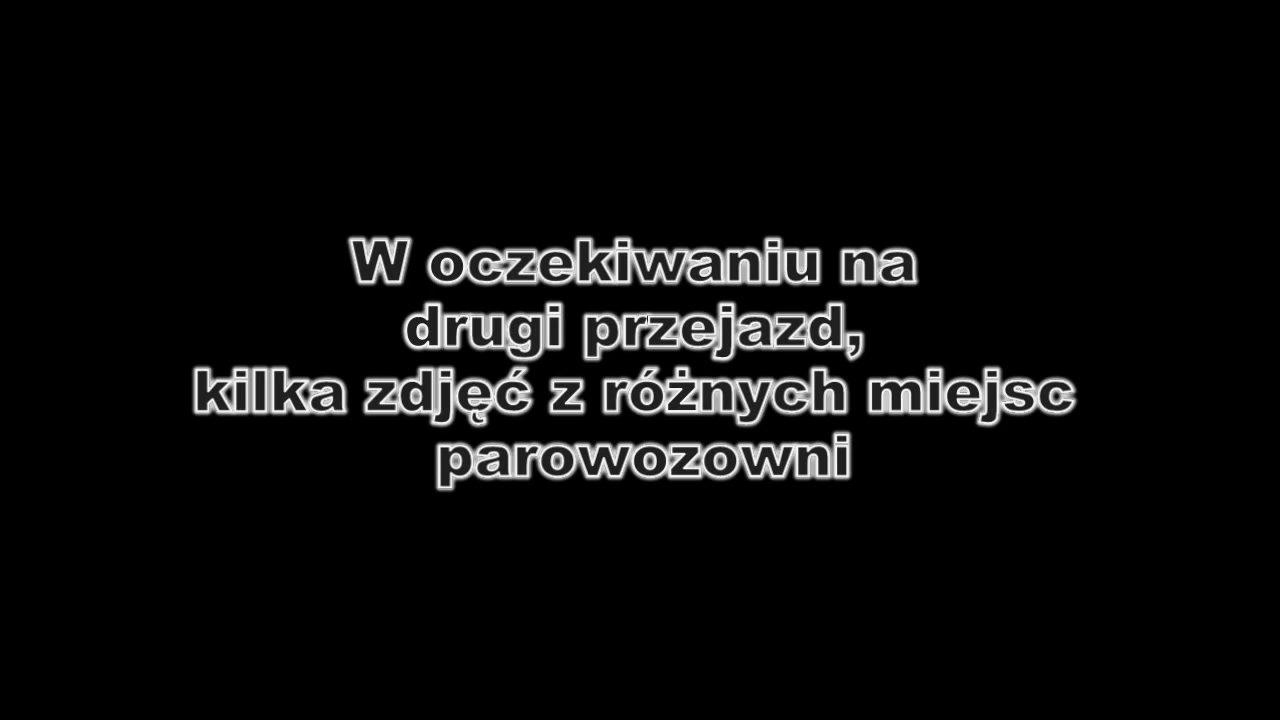 W oczekiwaniu na
drugi przejazd,
kilka zdjęć z różnych miejsc
parowozowni